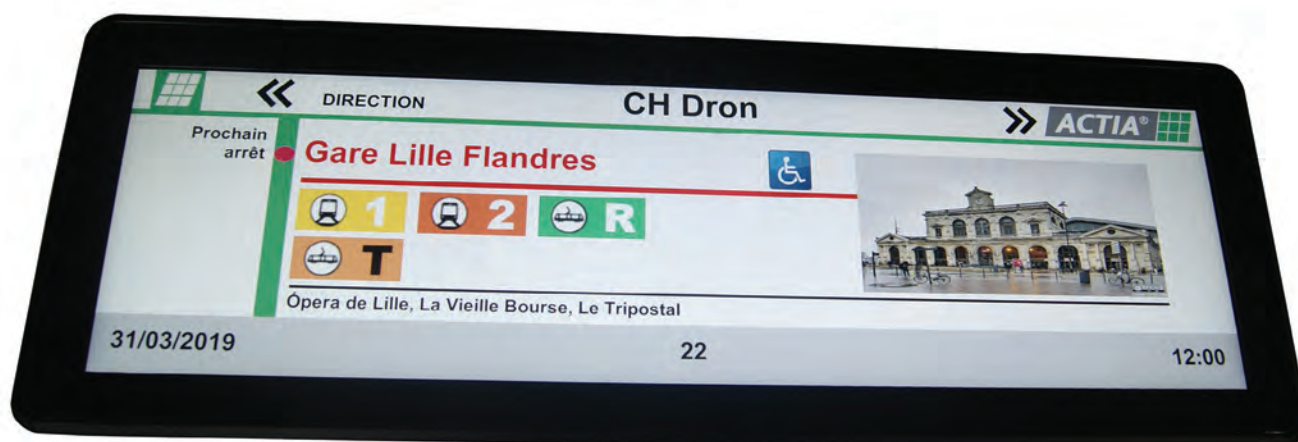 « DIRECTION CH Dron » ACTIA®
Prochain
arrêt
Gare Lille Flandres
1 2 R
T
Ópera de Lille, La Vieille Bourse, Le Tripostal
31/03/2019 22 12:00